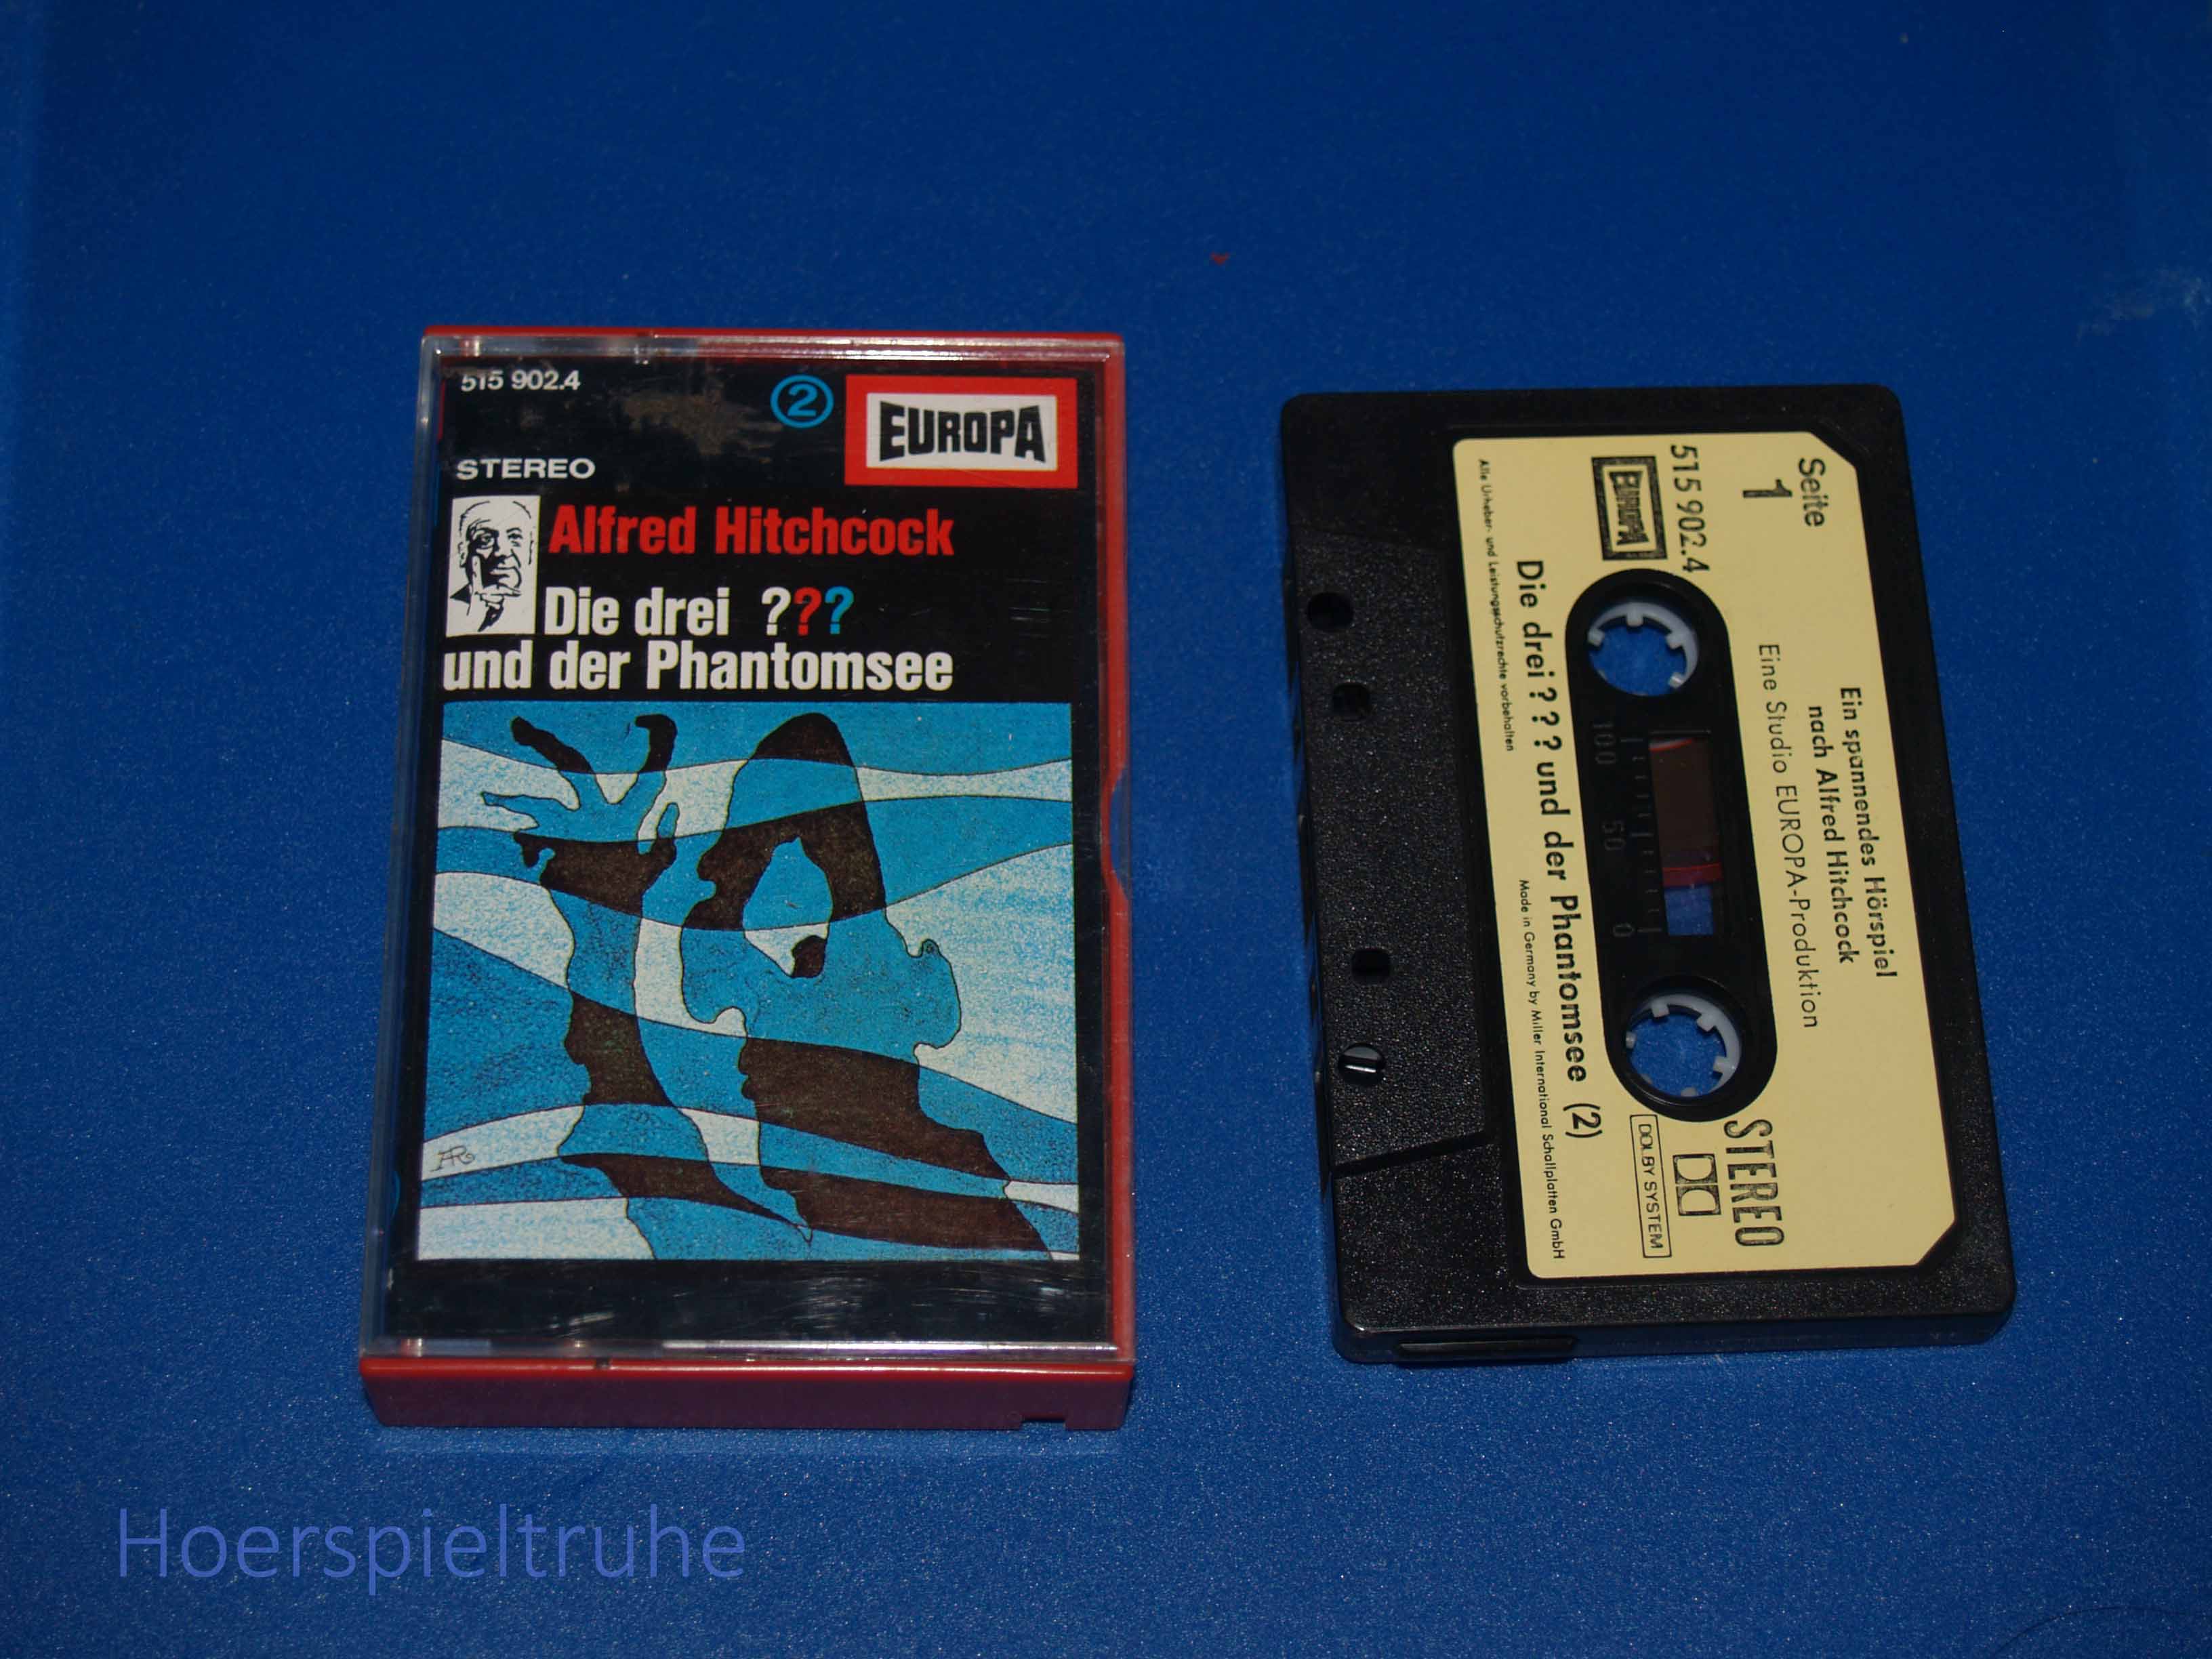 515 902.4
2
EUROPA
STEREO
Alfred Hitchcock
Die drei ???
und der Phantomsee
Seite
1
515 902.4
EUROPA
Ein spannendes Hörspiel
nach Alfred Hitchcock
Eine Studio EUROPA-Produktion
STEREO
DOLBY SYSTEM
100 50 0
Die drei ? ? ? und der Phantomsee (2)
Alle Urheber- und Leistungsschutzrechte vorbehalten
Made in Germany by Miller International Schallplatten GmbH
Hoerspieltruhe